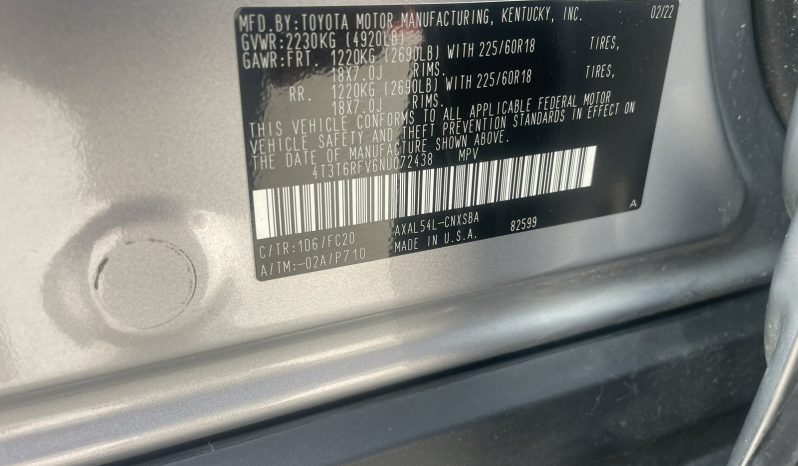 MFD.BY:TOYOTA MOTOR MANUFACTURING, KENTUCKY, INC. 02/22
GVWR:2230KG (4920LB)
GAWR:FRT. 1220KG (2690LB) WITH 225/60R18 TIRES,
18X7.0J RIMS.
RR. 1220KG (2690LB) WITH 225/60R18 TIRES,
18X7.0J RIMS.
THIS VEHICLE CONFORMS TO ALL APPLICABLE FEDERAL MOTOR
VEHICLE SAFETY AND THEFT PREVENTION STANDARDS IN EFFECT ON
THE DATE OF MANUFACTURE SHOWN ABOVE.
4T3T6RFV6NU072438 MPV
C/TR:1D6/FC20 AXAL54L-CNXSBA A
A/TM:-02A/P710 MADE IN U.S.A. 82599